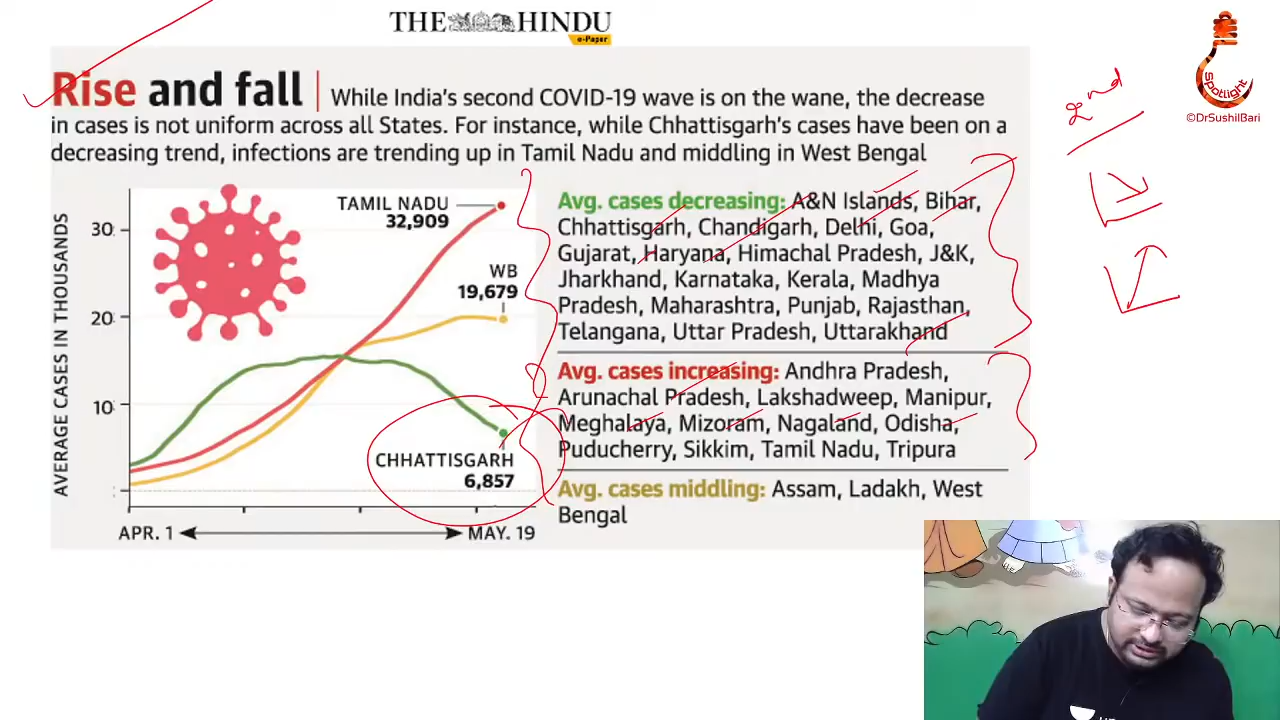 THE HINDU
e-Paper
Spotlight
©DrSushilBari
2nd
Rise and fall | While India's second COVID-19 wave is on the wane, the decrease
in cases is not uniform across all States. For instance, while Chhattisgarh's cases have been on a
decreasing trend, infections are trending up in Tamil Nadu and middling in West Bengal
AVERAGE CASES IN THOUSANDS
30
20
10
TAMIL NADU
32,909
WB
19,679
CHHATTISGARH
6,857
APR. 1
MAY. 19
Avg. cases decreasing: A&N Islands, Bihar,
Chhattisgarh, Chandigarh, Delhi, Goa,
Gujarat, Haryana, Himachal Pradesh, J&K,
Jharkhand, Karnataka, Kerala, Madhya
Pradesh, Maharashtra, Punjab, Rajasthan,
Telangana, Uttar Pradesh, Uttarakhand
Avg. cases increasing: Andhra Pradesh,
Arunachal Pradesh, Lakshadweep, Manipur,
Meghalaya, Mizoram, Nagaland, Odisha,
Puducherry, Sikkim, Tamil Nadu, Tripura
Avg. cases middling: Assam, Ladakh, West
Bengal